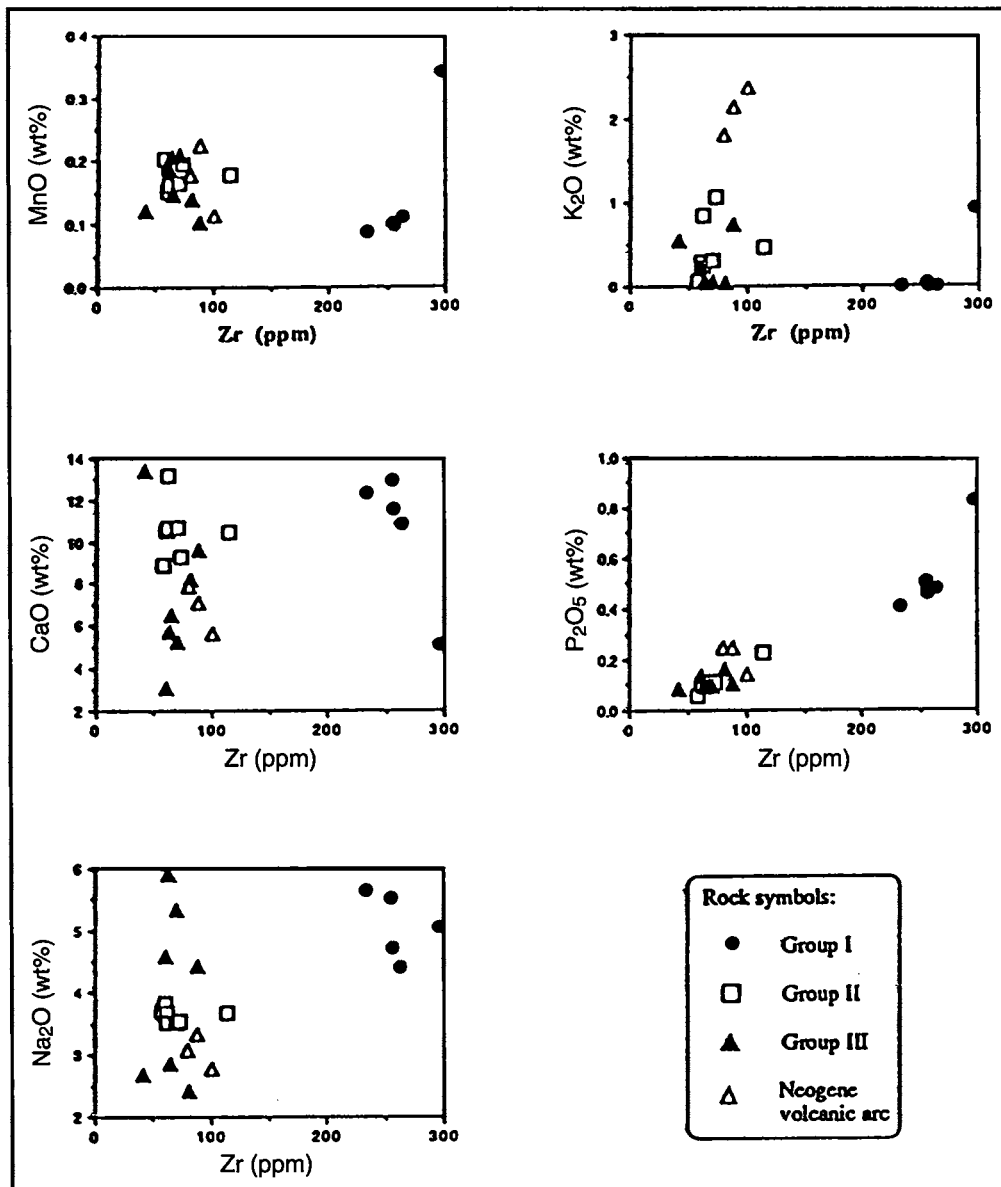 0.4
0.3
0.2
0.1
0.0
0 100 200 300
MnO (wt%)
Zr (ppm)
3
2
1
0
0 100 200 300
K2O (wt%)
Zr (ppm)
14
12
10
8
6
4
2
0 100 200 300
CaO (wt%)
Zr (ppm)
1.0
0.8
0.6
0.4
0.2
0.0
0 100 200 300
P2O5 (wt%)
Zr (ppm)
6
5
4
3
2
0 100 200 300
Na2O (wt%)
Zr (ppm)
Rock symbols:
Group I
Group II
Group III
Neogene
volcanic arc